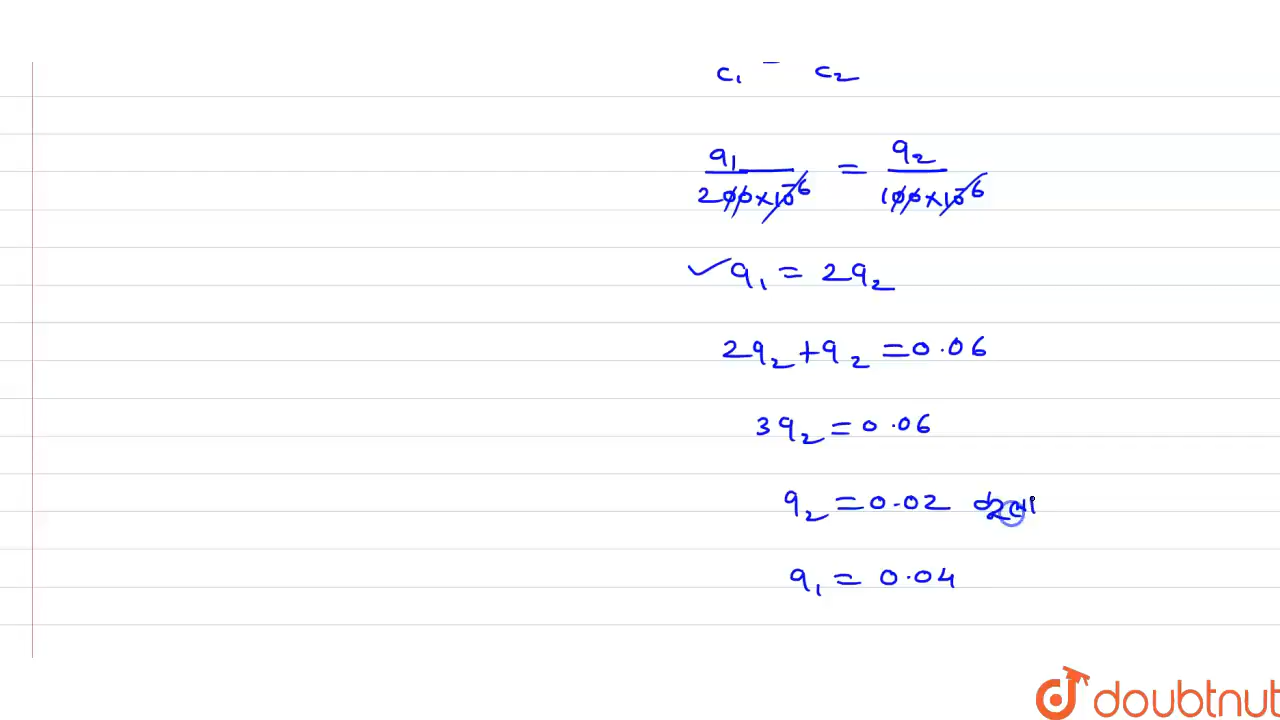 c₁ = c₂
q₁/200×10⁻⁶ = q₂/100×10⁻⁶
✓q₁ = 2q₂
2q₂+q₂ = 0.06
3q₂ = 0.06
q₂ = 0.02
q₁ = 0.04
doubtnut